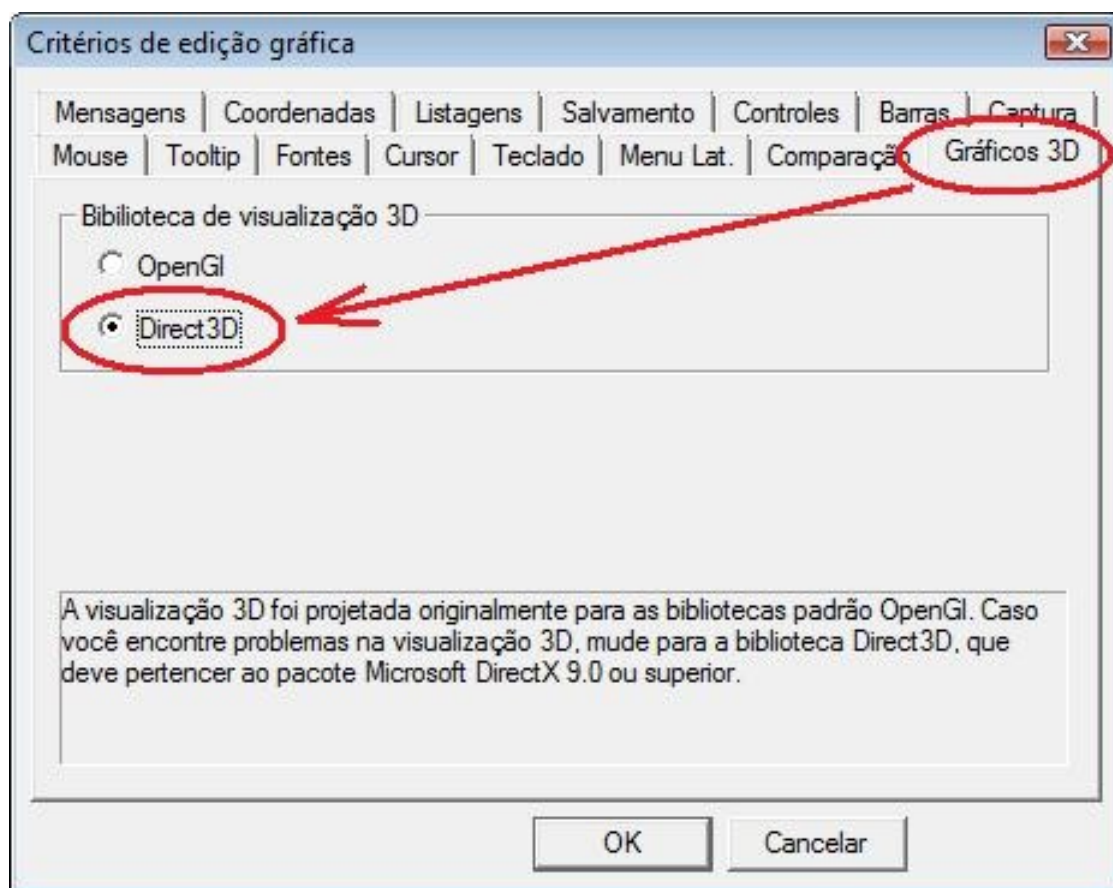 Critérios de edição gráfica
Mensagens Coordenadas Listagens Salvamento Controles Barras Captura
Mouse Tooltip Fontes Cursor Teclado Menu Lat. Comparação Gráficos 3D
Bibilioteca de visualização 3D
OpenGl
Direct3D
A visualização 3D foi projetada originalmente para as bibliotecas padrão OpenGl. Caso
você encontre problemas na visualização 3D, mude para a biblioteca Direct3D, que
deve pertencer ao pacote Microsoft DirectX 9.0 ou superior.
OK Cancelar